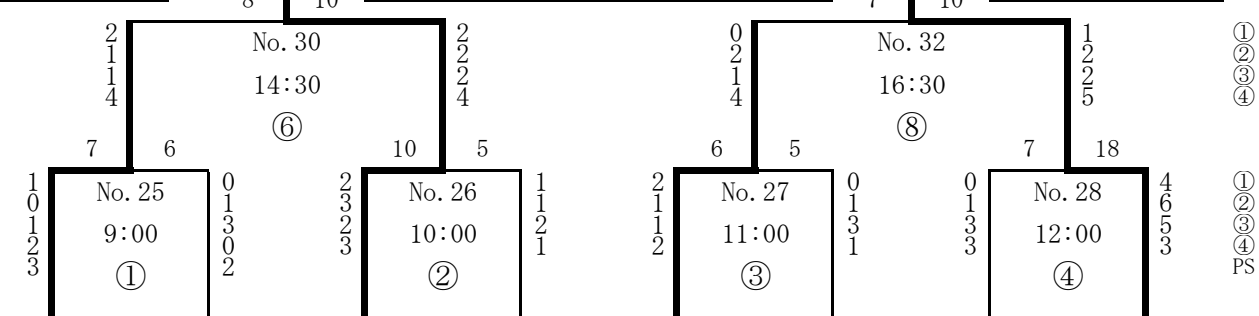 8 10 7 10
2 No.30 2 0 No.32 1 ①
1 2 2 2 ②
1 14:30 2 1 16:30 2 ③
4 4 4 5 ④
⑥ ⑧
7 6 10 5 6 5 7 18
1 No.25 0 2 No.26 1 2 No.27 0 0 No.28 4 ①
0 1 3 1 1 1 1 6 ②
1 9:00 3 2 10:00 2 1 11:00 3 3 12:00 5 ③
2 0 3 1 2 1 3 3 ④
3 ① 2 ② ③ ④ PS